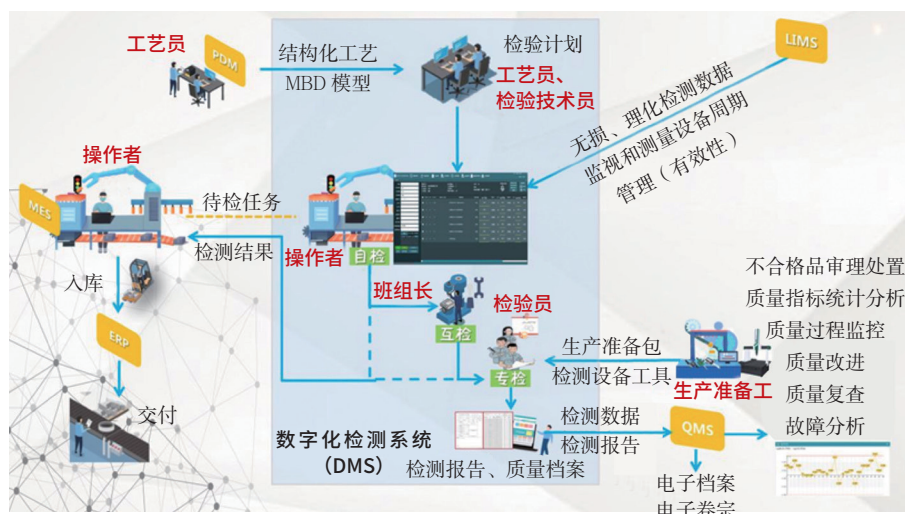 工艺员
PDM
结构化工艺
MBD 模型
检验计划
工艺员、
检验技术员
LIMS
无损、理化检测数据
监视和测量设备周期
管理（有效性）
操作者
MES
待检任务
检测结果
操作者
自检
入库
班组长
互检
检验员
专检
生产准备包
检测设备工具
生产准备工
不合格品审理处置
质量指标统计分析
质量过程监控
质量改进
质量复查
故障分析
ERP
交付
数字化检测系统
（DMS）
检测报告、质量档案
检测数据
检测报告
QMS
电子档案
电子卷宗